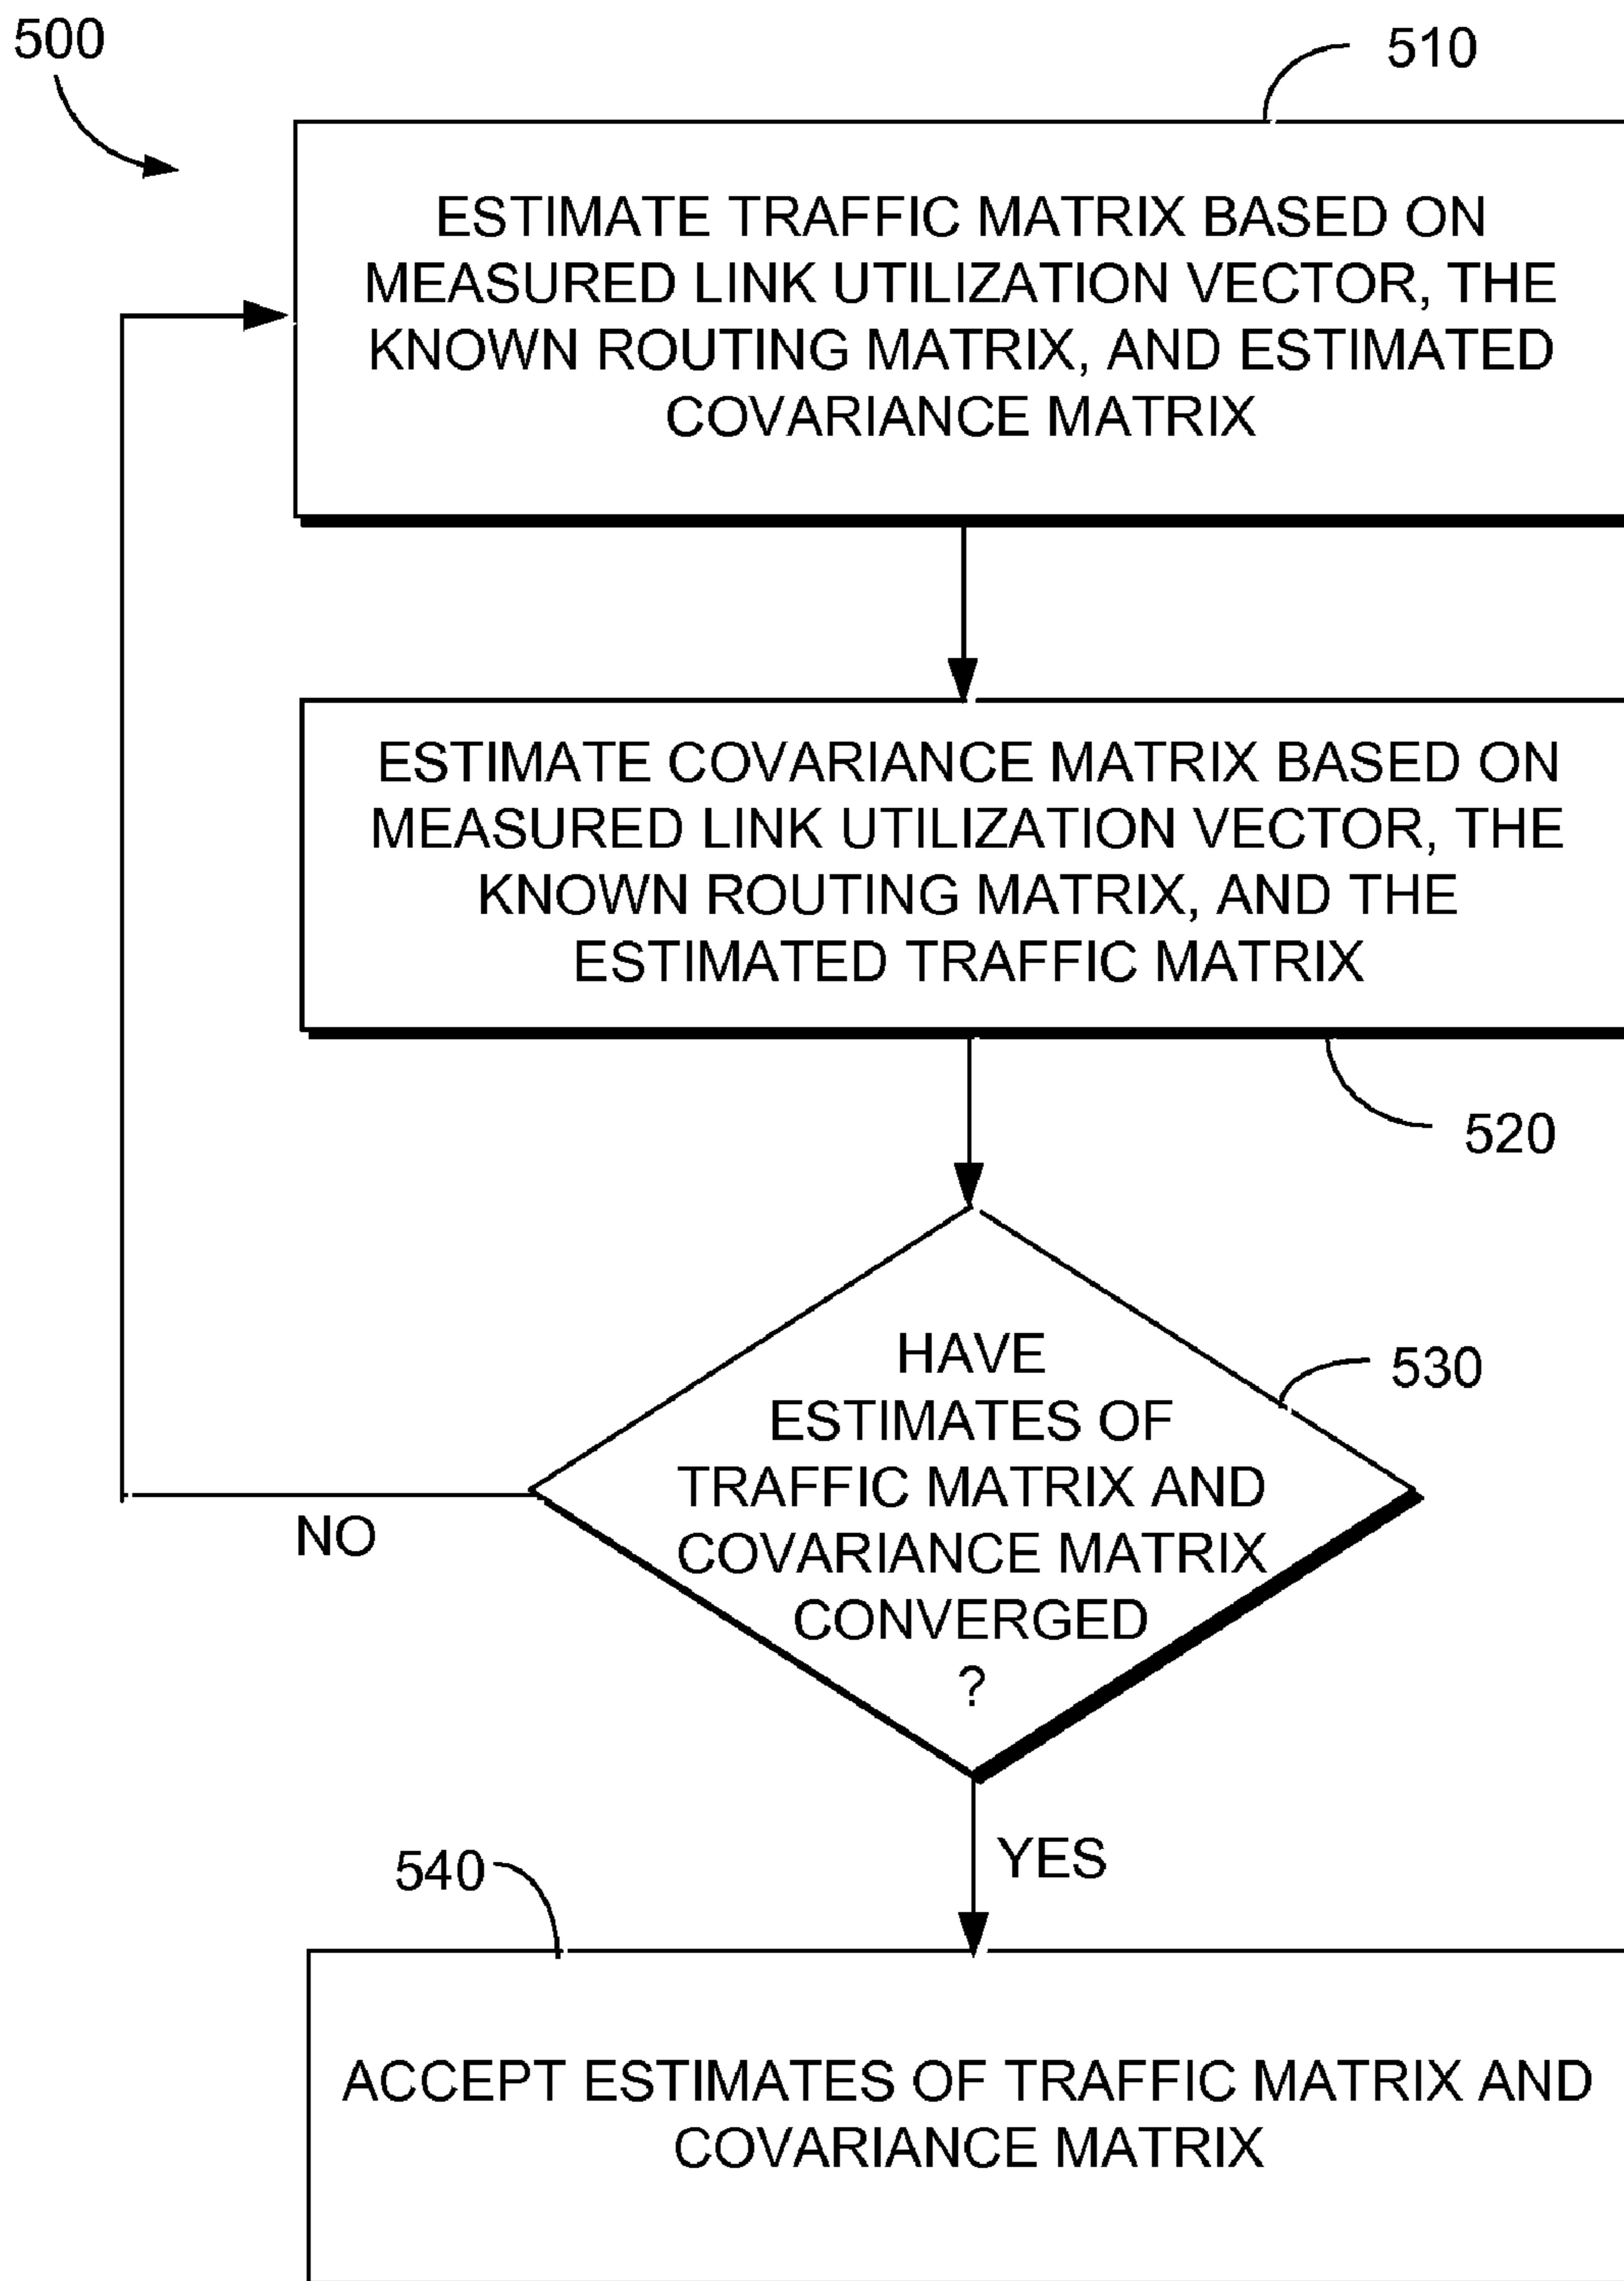 500
510
ESTIMATE TRAFFIC MATRIX BASED ON
MEASURED LINK UTILIZATION VECTOR, THE
KNOWN ROUTING MATRIX, AND ESTIMATED
COVARIANCE MATRIX
ESTIMATE COVARIANCE MATRIX BASED ON
MEASURED LINK UTILIZATION VECTOR, THE
KNOWN ROUTING MATRIX, AND THE
ESTIMATED TRAFFIC MATRIX
520
HAVE
ESTIMATES OF
TRAFFIC MATRIX AND
COVARIANCE MATRIX
CONVERGED
?
530
NO
YES
540
ACCEPT ESTIMATES OF TRAFFIC MATRIX AND
COVARIANCE MATRIX